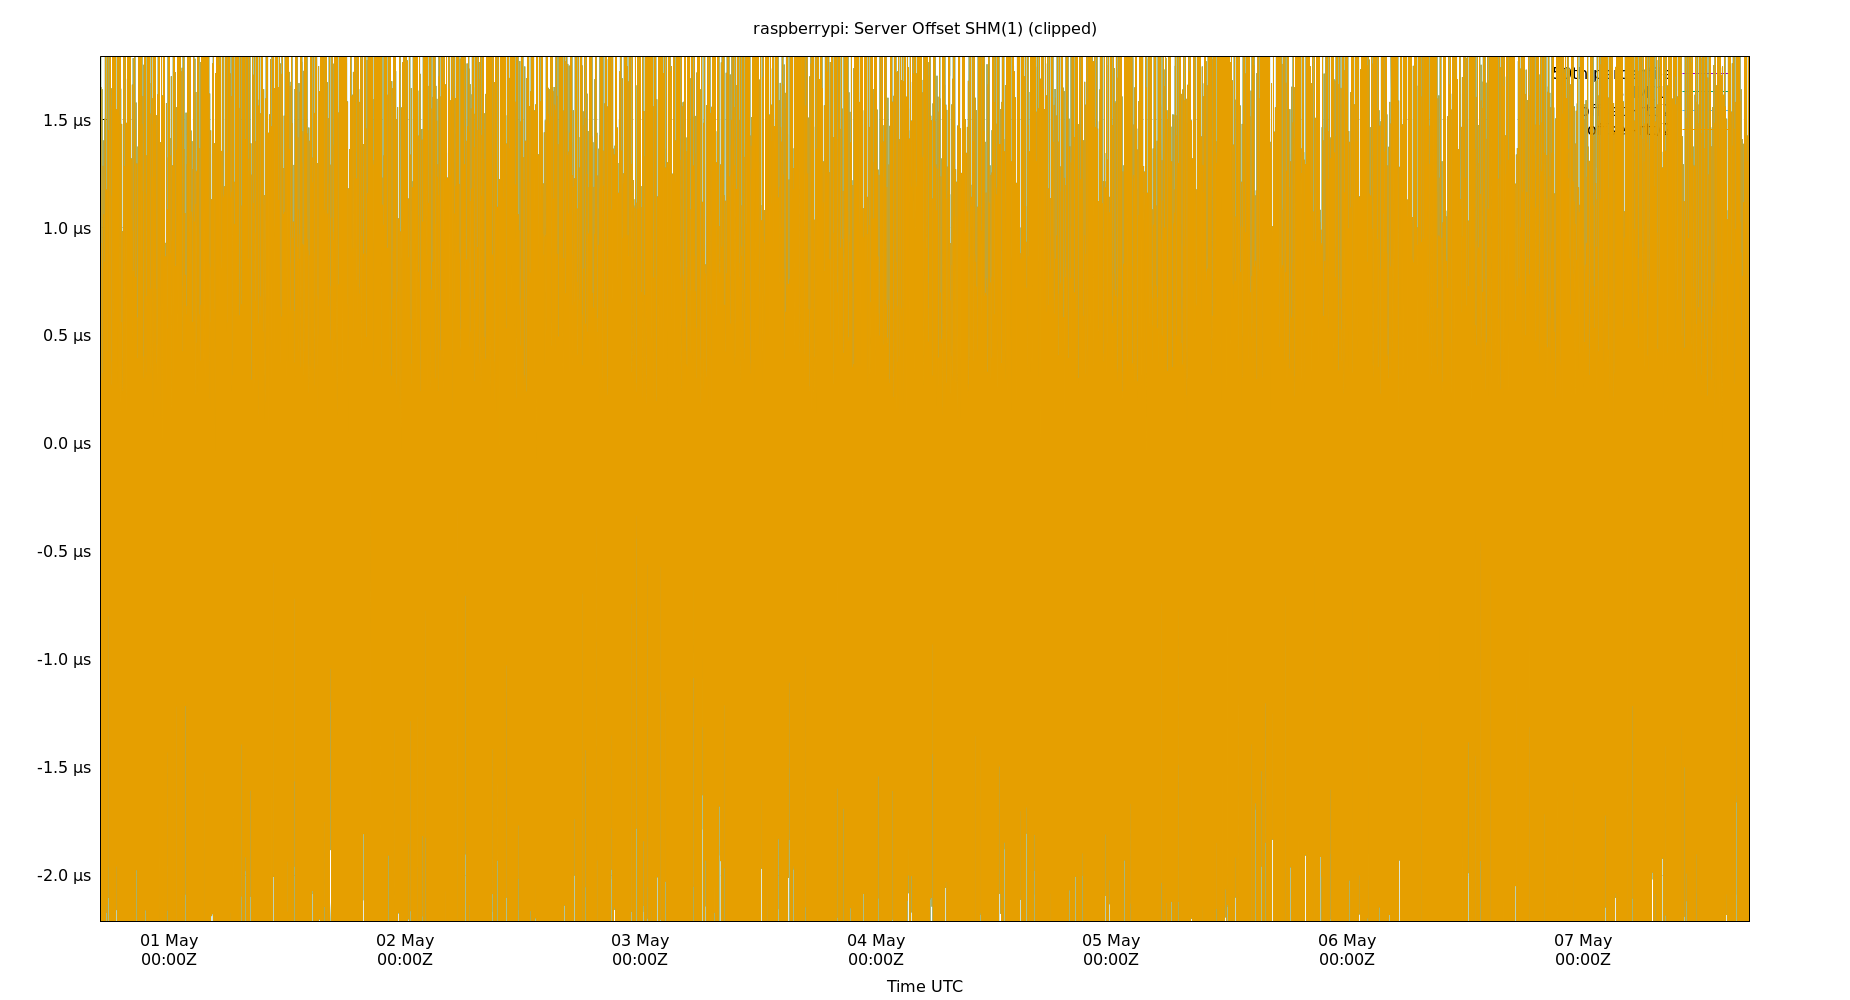 raspberrypi: Server Offset SHM(1) (clipped)
1.5 µs
1.0 µs
0.5 µs
0.0 µs
-0.5 µs
-1.0 µs
-1.5 µs
-2.0 µs
01 May
00:00Z
02 May
00:00Z
03 May
00:00Z
04 May
00:00Z
05 May
00:00Z
06 May
00:00Z
07 May
00:00Z
Time UTC